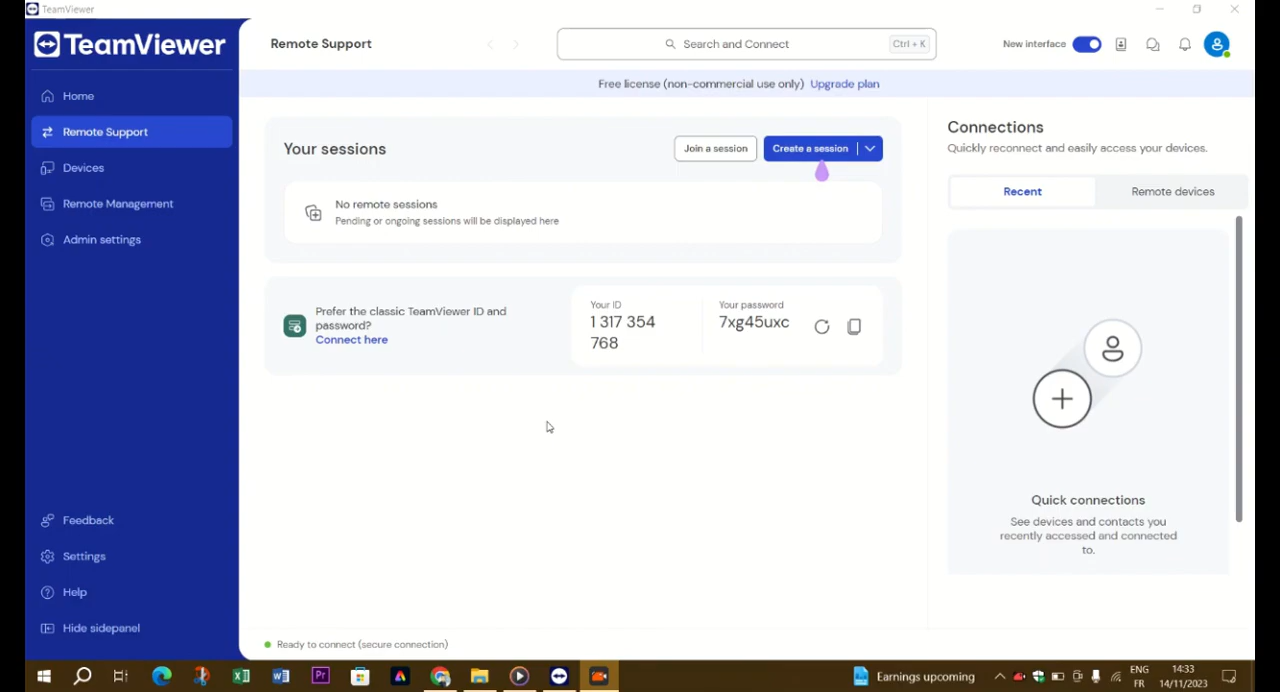 TeamViewer
TeamViewer
Home
Remote Support
Devices
Remote Management
Admin settings
Feedback
Settings
Help
Hide sidepanel
Remote Support
Search and Connect
Ctrl + K
New interface
Free license (non-commercial use only) Upgrade plan
Your sessions
Join a session
Create a session
No remote sessions
Pending or ongoing sessions will be displayed here
Prefer the classic TeamViewer ID and
password?
Connect here
Your ID
1 317 354
768
Your password
7xg45uxc
Connections
Quickly reconnect and easily access your devices.
Recent
Remote devices
Quick connections
See devices and contacts you
recently accessed and connected
to.
Ready to connect (secure connection)
Pr
Earnings upcoming
ENG
FR
14:33
14/11/2023